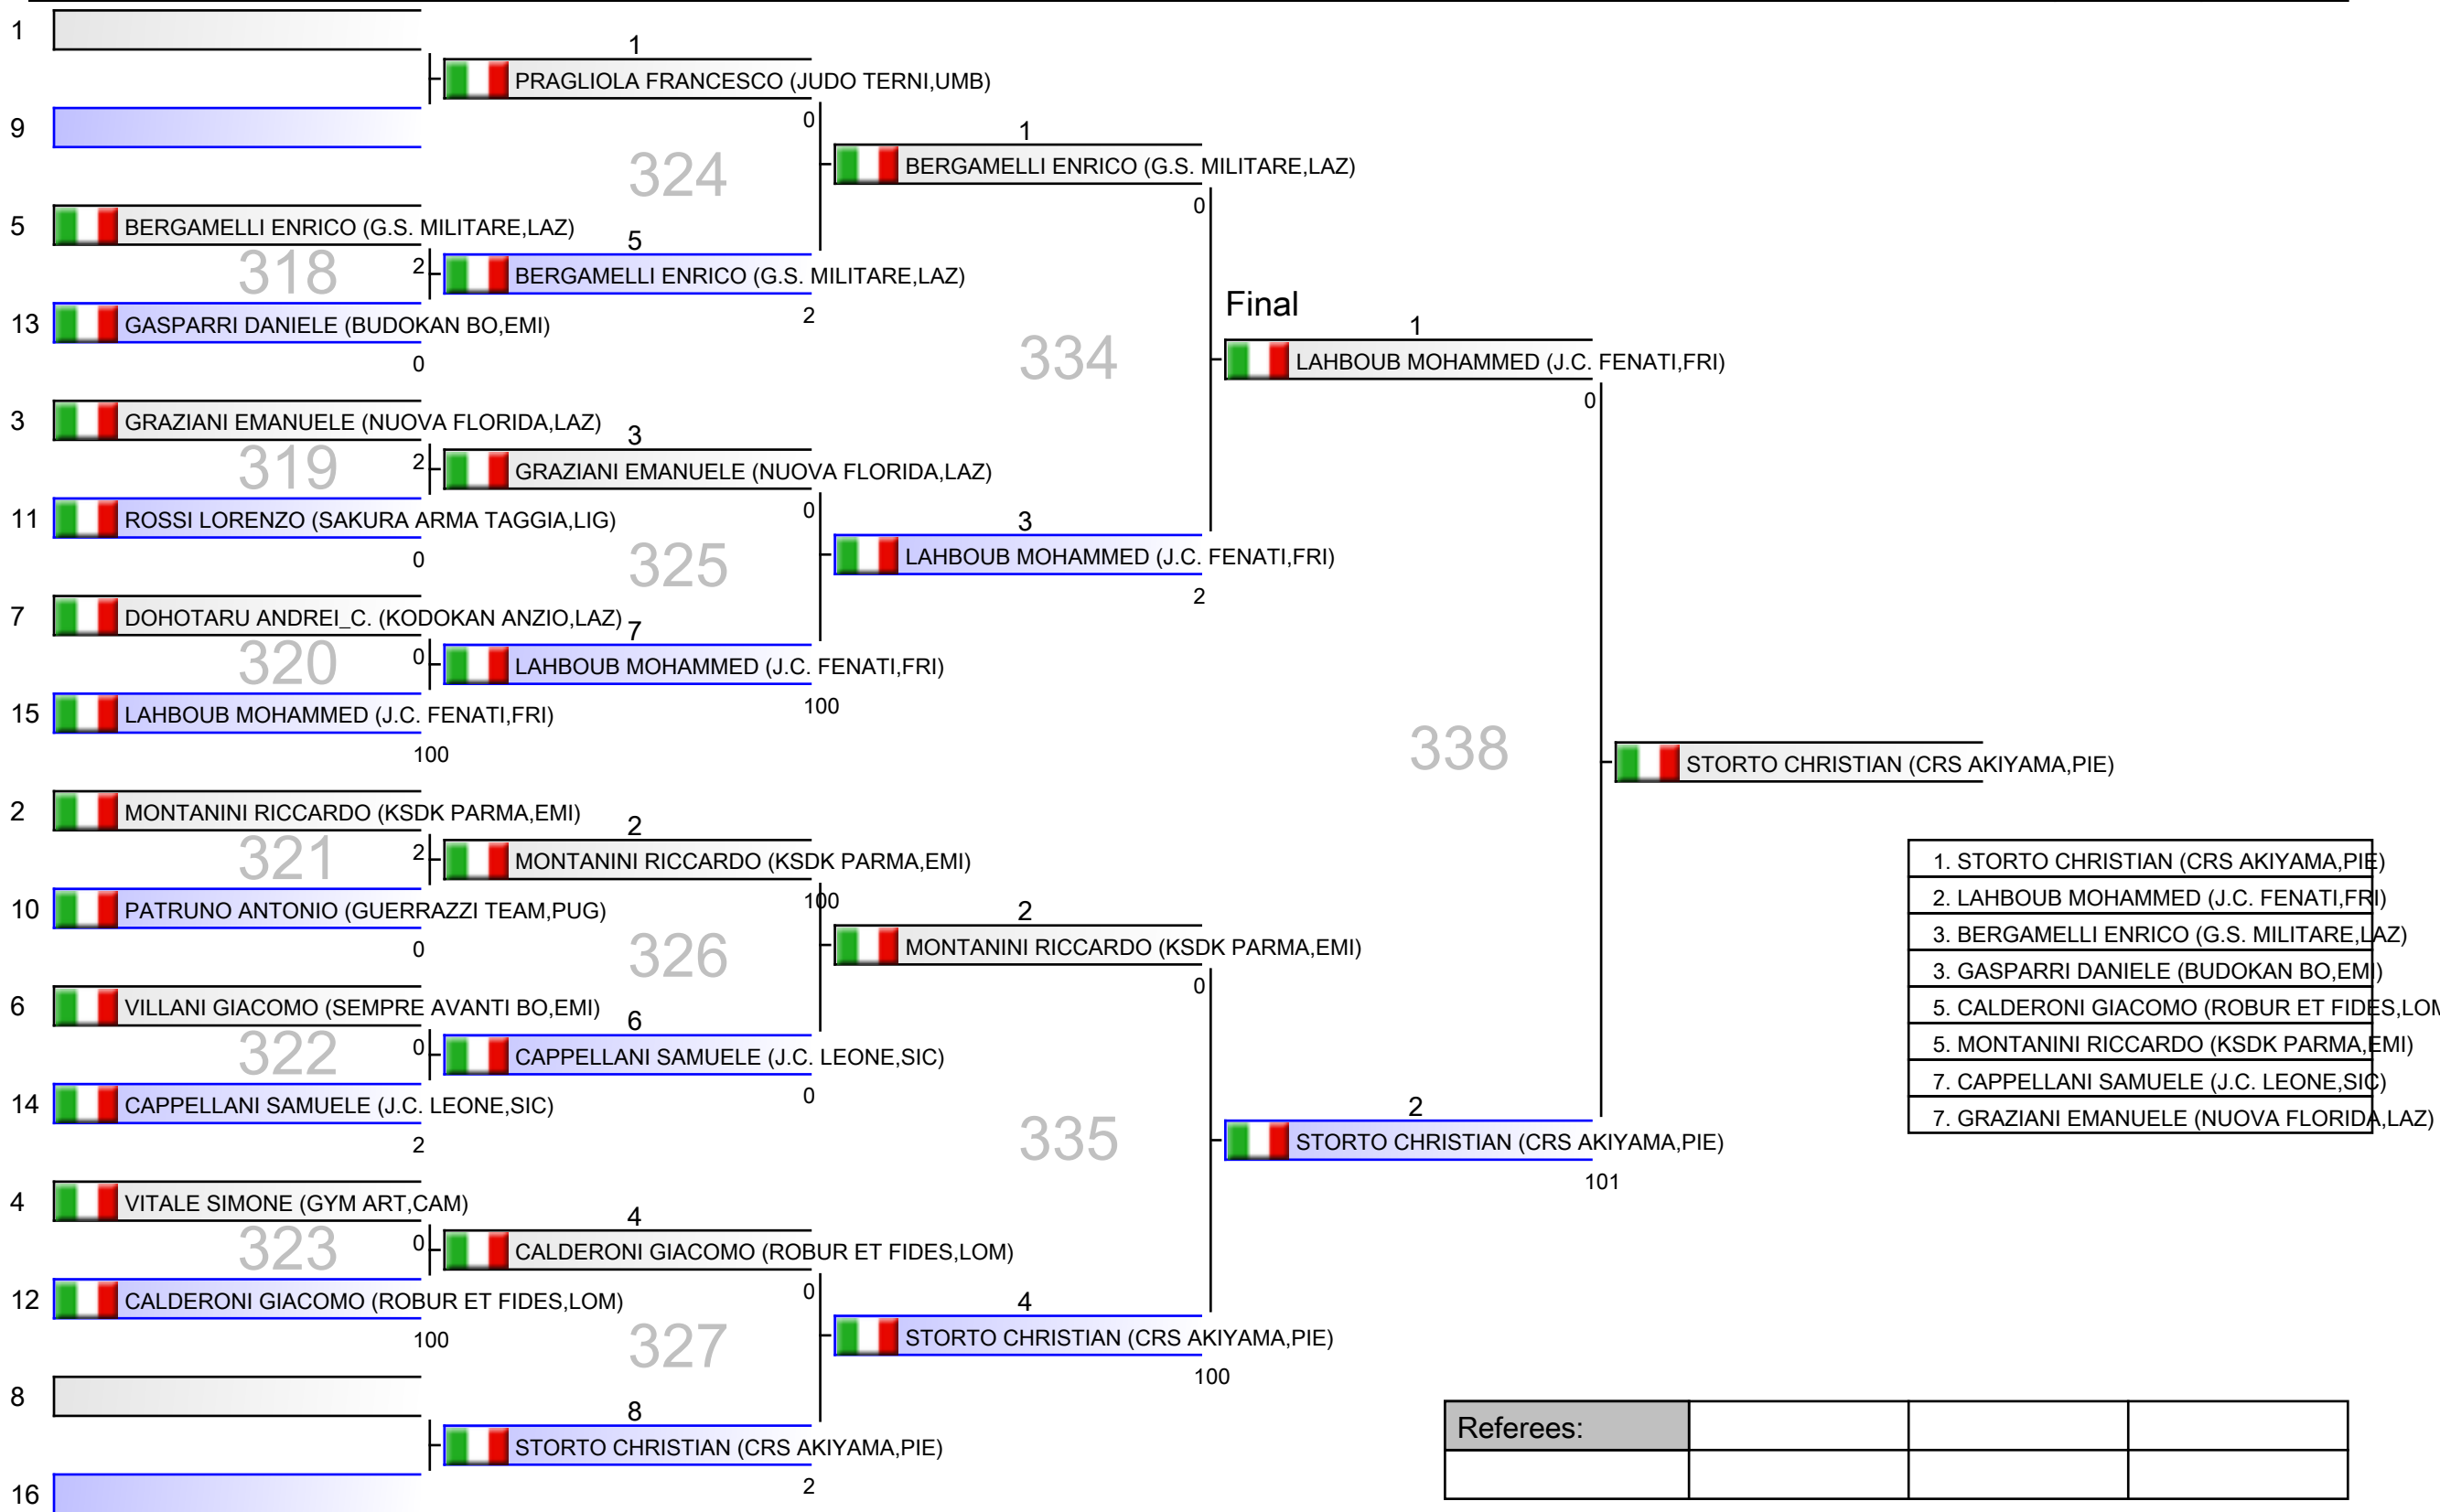 1
1
PRAGLIOLA FRANCESCO (JUDO TERNI,UMB)
0
9
1
BERGAMELLI ENRICO (G.S. MILITARE,LAZ)
0
324
5
BERGAMELLI ENRICO (G.S. MILITARE,LAZ)
2
318
5
BERGAMELLI ENRICO (G.S. MILITARE,LAZ)
2
13
GASPARRI DANIELE (BUDOKAN BO,EMI)
0
Final
1
LAHBOUB MOHAMMED (J.C. FENATI,FRI)
0
334
3
GRAZIANI EMANUELE (NUOVA FLORIDA,LAZ)
2
319
3
GRAZIANI EMANUELE (NUOVA FLORIDA,LAZ)
0
11
ROSSI LORENZO (SAKURA ARMA TAGGIA,LIG)
0
325
3
LAHBOUB MOHAMMED (J.C. FENATI,FRI)
2
7
DOHOTARU ANDREI_C. (KODOKAN ANZIO,LAZ)
0
320
7
LAHBOUB MOHAMMED (J.C. FENATI,FRI)
100
15
LAHBOUB MOHAMMED (J.C. FENATI,FRI)
100
338
STORTO CHRISTIAN (CRS AKIYAMA,PIE)
2
MONTANINI RICCARDO (KSDK PARMA,EMI)
2
321
2
MONTANINI RICCARDO (KSDK PARMA,EMI)
100
10
PATRUNO ANTONIO (GUERRAZZI TEAM,PUG)
0
326
2
MONTANINI RICCARDO (KSDK PARMA,EMI)
0
6
VILLANI GIACOMO (SEMPRE AVANTI BO,EMI)
0
322
6
CAPPELLANI SAMUELE (J.C. LEONE,SIC)
0
14
CAPPELLANI SAMUELE (J.C. LEONE,SIC)
2
335
2
STORTO CHRISTIAN (CRS AKIYAMA,PIE)
101
1. STORTO CHRISTIAN (CRS AKIYAMA,PIE)
2. LAHBOUB MOHAMMED (J.C. FENATI,FRI)
3. BERGAMELLI ENRICO (G.S. MILITARE,LAZ)
3. GASPARRI DANIELE (BUDOKAN BO,EMI)
5. CALDERONI GIACOMO (ROBUR ET FIDES,LOM
5. MONTANINI RICCARDO (KSDK PARMA,EMI)
7. CAPPELLANI SAMUELE (J.C. LEONE,SIC)
7. GRAZIANI EMANUELE (NUOVA FLORIDA,LAZ)
4
VITALE SIMONE (GYM ART,CAM)
0
323
4
CALDERONI GIACOMO (ROBUR ET FIDES,LOM)
0
12
CALDERONI GIACOMO (ROBUR ET FIDES,LOM)
100
327
4
STORTO CHRISTIAN (CRS AKIYAMA,PIE)
100
8
8
STORTO CHRISTIAN (CRS AKIYAMA,PIE)
2
16
Referees: